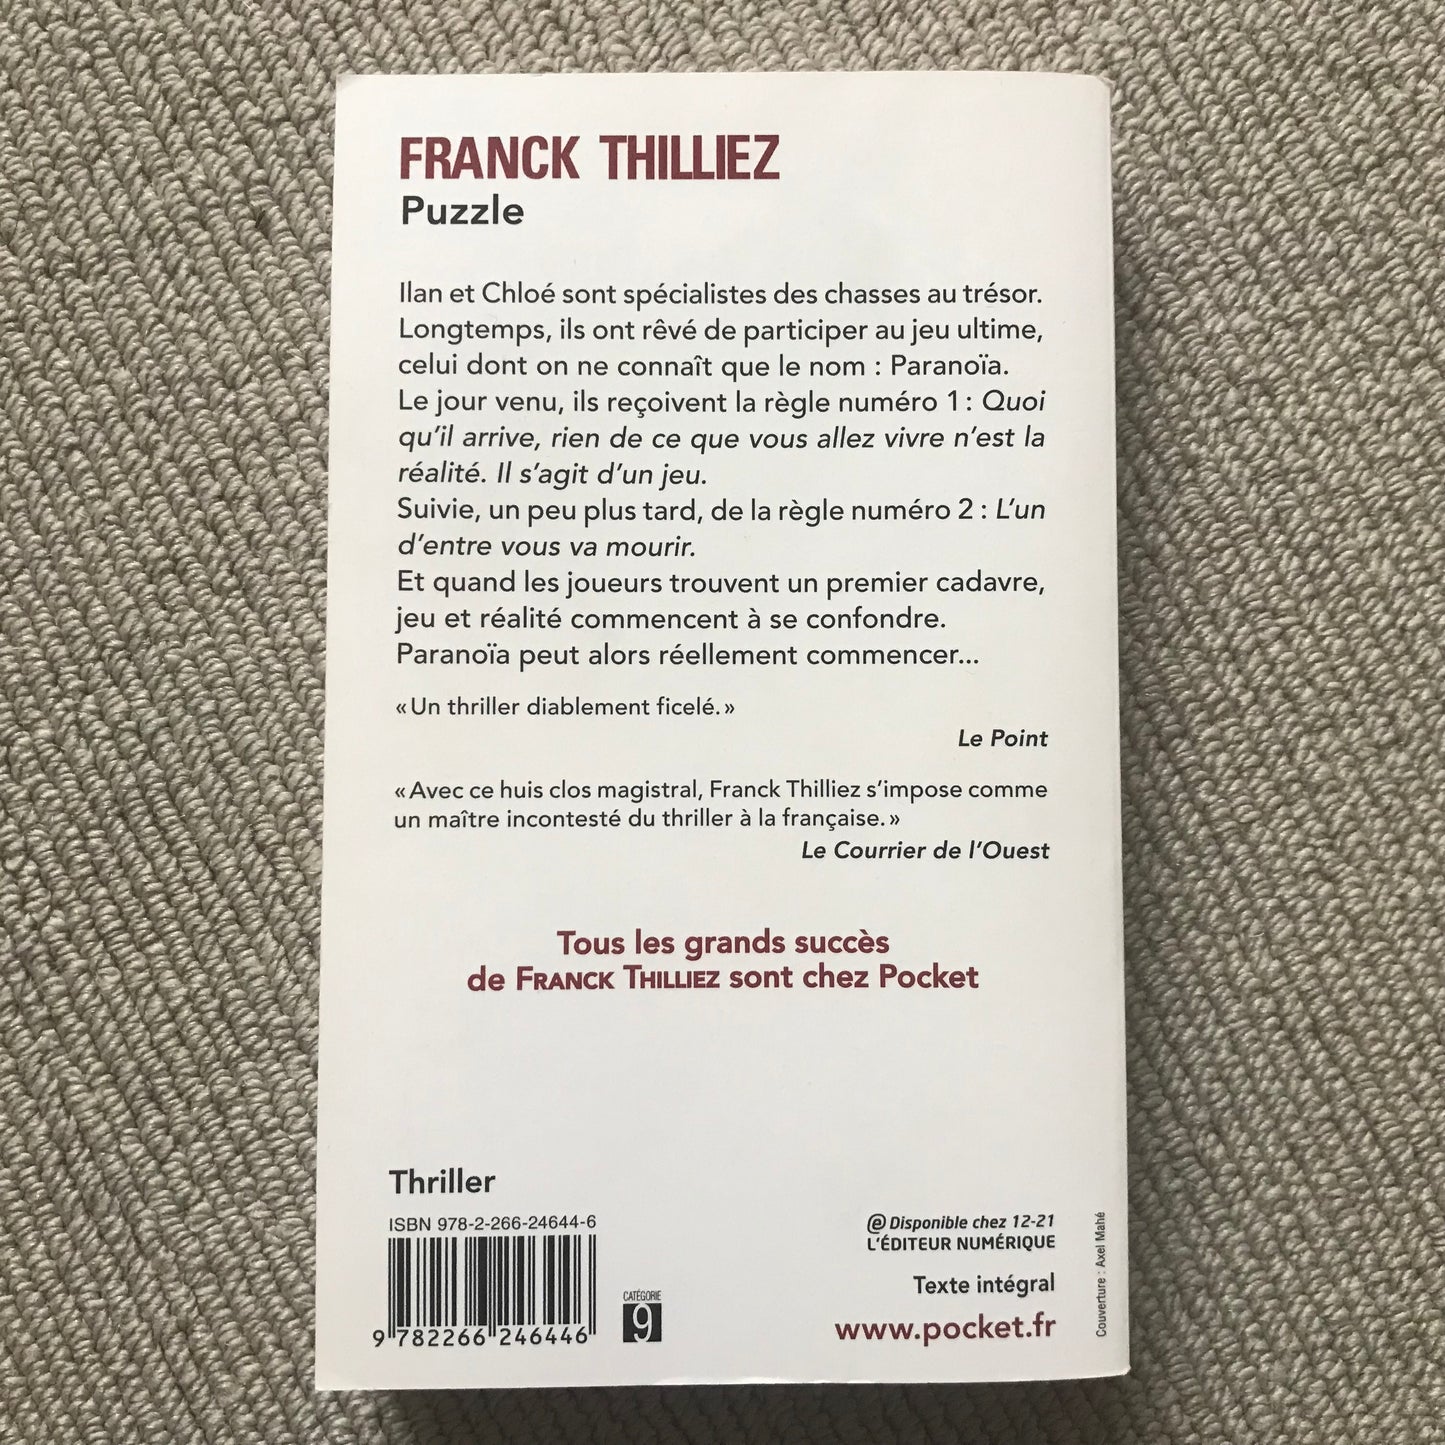 FRANCK THILLIEZ
Puzzle
Ilan et Chloé sont spécialistes des chasses au trésor.
Longtemps, ils ont rêvé de participer au jeu ultime,
celui dont on ne connaît que le nom : Paranoïa.
Le jour venu, ils reçoivent la règle numéro 1 : Quoi
qu'il arrive, rien de ce que vous allez vivre n'est la
réalité. Il s'agit d'un jeu.
Suivie, un peu plus tard, de la règle numéro 2 : L'un
d'entre vous va mourir.
Et quand les joueurs trouvent un premier cadavre,
jeu et réalité commencent à se confondre.
Paranoïa peut alors réellement commencer...
« Un thriller diablement ficelé. »
Le Point
« Avec ce huis clos magistral, Franck Thilliez s'impose comme
un maître incontesté du thriller à la française. »
Le Courrier de l'Ouest
Tous les grands succès
de FRANCK THILLIEZ sont chez Pocket
Thriller
ISBN 978-2-266-24644-6
9 782266 246446
CATÉGORIE
9
@ Disponible chez 12-21
L'ÉDITEUR NUMÉRIQUE
Texte intégral
www.pocket.fr
Couverture : Axel Mahé